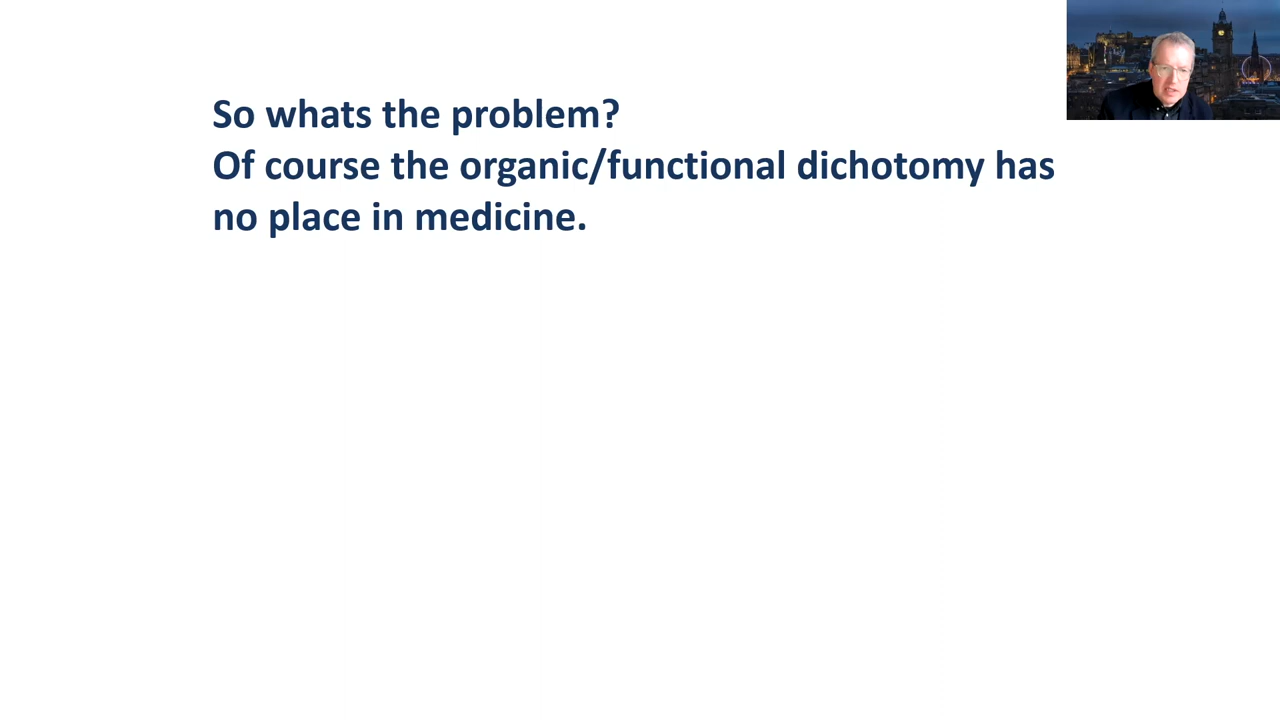 So whats the problem?
Of course the organic/functional dichotomy has
no place in medicine.